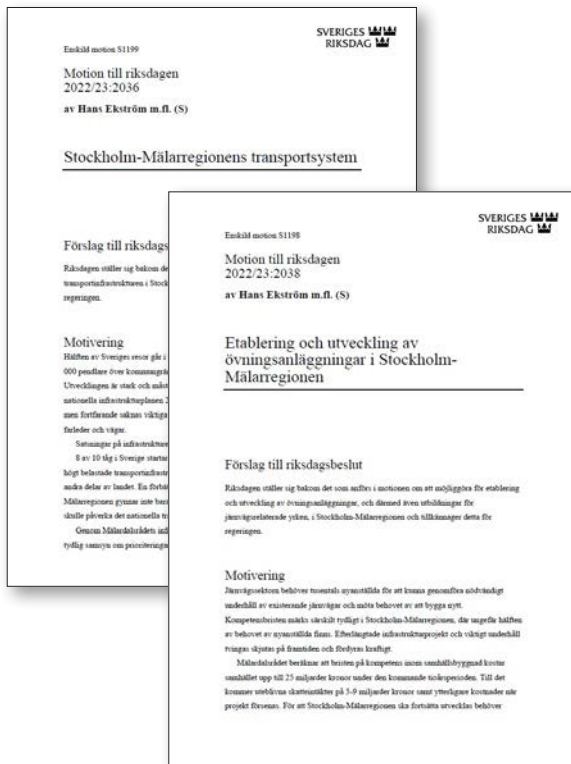 SVERIGES
RIKSDAG
Enskild motion S1199
Motion till riksdagen
2022/23:2036
av Hans Ekström m.fl. (S)
Stockholm-Mälarregionens transportsystem
Förslag till riksdags
Riksdagen ställer sig bakom de
transportinfrastrukturen i Stock
regeringen.
Motivering
Hälften av Sveriges resor går i
000 pendlare över kommungrä
Utvecklingen är stark och måst
nationella infrastrukturplanen 2
men fortfarande saknas viktiga
farleder och vägar.
Satsningar på infrastrukture
8 av 10 tåg i Sverige startar
högt belastade transportinfrastr
andra delar av landet. En förbät
Mälarregionen gynnar inte bara
skulle påverka det nationella tr
Genom Mälardalsrådets inf
tydlig samsyn om prioriteringa
SVERIGES
RIKSDAG
Enskild motion S1198
Motion till riksdagen
2022/23:2038
av Hans Ekström m.fl. (S)
Etablering och utveckling av
övningsanläggningar i Stockholm-
Mälarregionen
Förslag till riksdagsbeslut
Riksdagen ställer sig bakom det som anförs i motionen om att möjliggöra för etablering
och utveckling av övningsanläggningar, och därmed även utbildningar för
järnvägsrelaterade yrken, i Stockholm-Mälarregionen och tillkännager detta för
regeringen.
Motivering
Järnvägssektorn behöver tusentals nyanställda för att kunna genomföra nödvändigt
underhåll av existerande järnvägar och möta behovet av att bygga nytt.
Kompetensbristen märks särskilt tydligt i Stockholm-Mälarregionen, där ungefär hälften
av behovet av nyanställda finns. Efterlängtade infrastrukturprojekt och viktigt underhåll
tvingas skjutas på framtiden och fördyras kraftigt.
Mälardalsrådet beräknar att bristen på kompetens inom samhällsbyggnad kostar
samhället upp till 25 miljarder kronor under den kommande tioårsperioden. Till det
kommer uteblivna skatteintäkter på 5-9 miljarder kronor samt ytterligare kostnader när
projekt försenas. För att Stockholm-Mälarregionen ska fortsätta utvecklas behöver